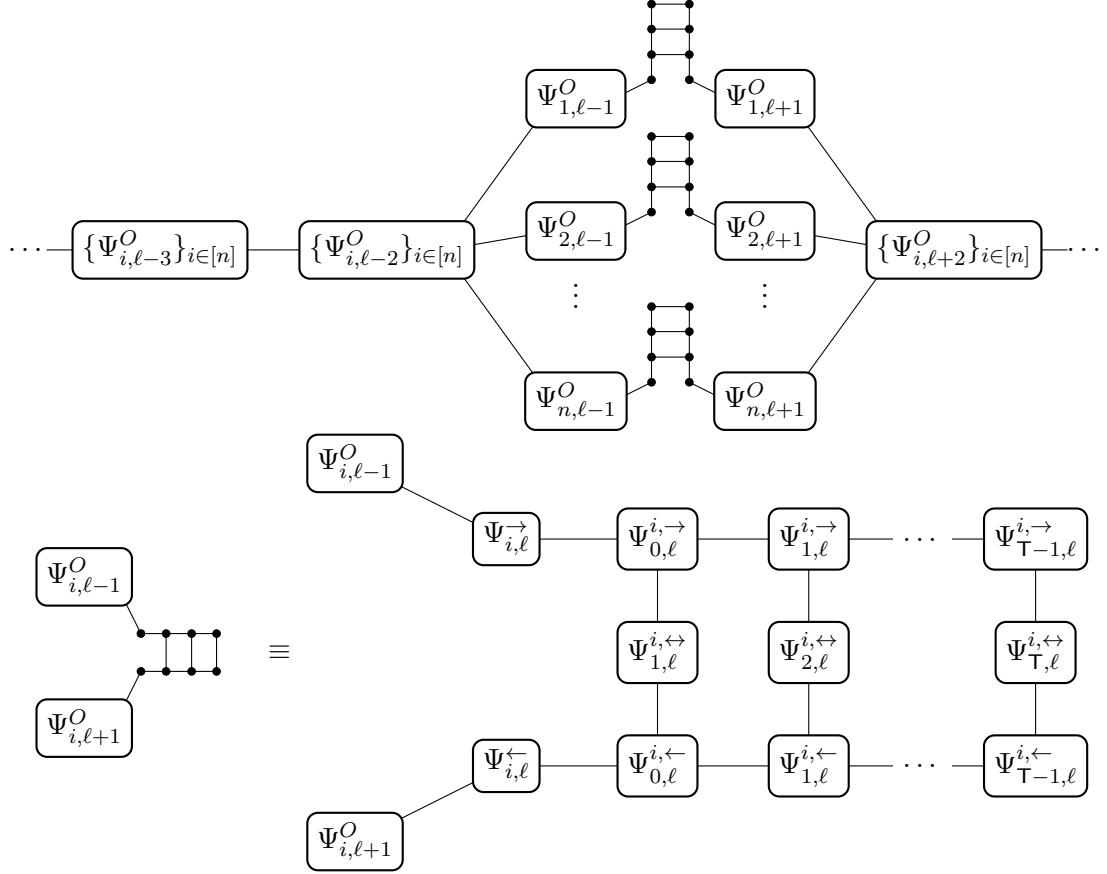 Ψ^O_{1,ℓ−1} Ψ^O_{1,ℓ+1}
Ψ^O_{2,ℓ−1} Ψ^O_{2,ℓ+1}
⋯ {Ψ^O_{i,ℓ−3}}_{i∈[n]} {Ψ^O_{i,ℓ−2}}_{i∈[n]} {Ψ^O_{i,ℓ+2}}_{i∈[n]} ⋯
⋮ ⋮
Ψ^O_{n,ℓ−1} Ψ^O_{n,ℓ+1}
Ψ^O_{i,ℓ−1}
Ψ^→_{i,ℓ} Ψ^{i,→}_{0,ℓ} Ψ^{i,→}_{1,ℓ} ⋯ Ψ^{i,→}_{T−1,ℓ}
Ψ^O_{i,ℓ−1}
≡ Ψ^{i,↔}_{1,ℓ} Ψ^{i,↔}_{2,ℓ} Ψ^{i,↔}_{T,ℓ}
Ψ^O_{i,ℓ+1}
Ψ^←_{i,ℓ} Ψ^{i,←}_{0,ℓ} Ψ^{i,←}_{1,ℓ} ⋯ Ψ^{i,←}_{T−1,ℓ}
Ψ^O_{i,ℓ+1}